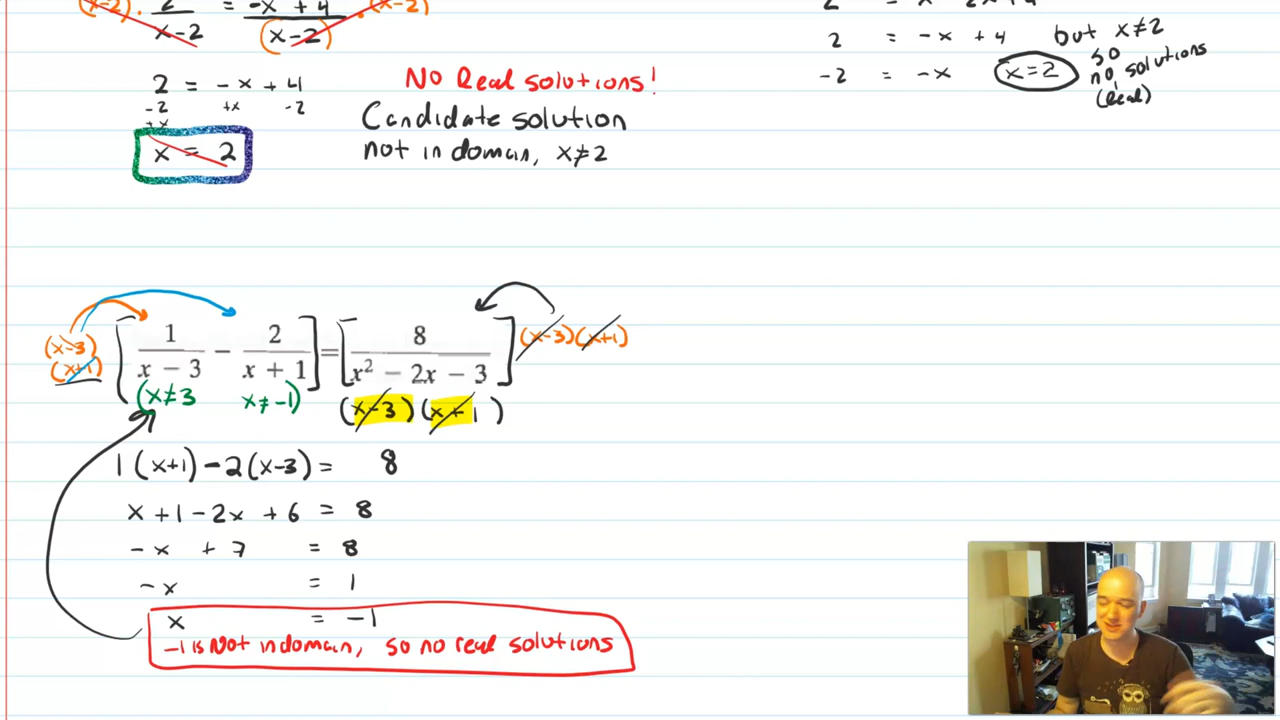 (x-2) · 2/(x-2) = (-x+4)/(x-2) · (x-2)
2 = -x + 4
-2 +x -2
+x
x = 2
No Real solutions!
Candidate solution
not in domain, x≠2
2 = -x + 4 but x≠2
-2 = -x x=2
so
no solutions
(Real)
(x-3)(x+1) [1/(x - 3) - 2/(x + 1)] = [8/(x² - 2x - 3)] (x-3)(x+1)
(x≠3 x≠-1) (x-3)(x+1)
1(x+1) - 2(x-3) = 8
x + 1 - 2x + 6 = 8
-x + 7 = 8
-x = 1
x = -1
-1 is Not in domain, so no real solutions